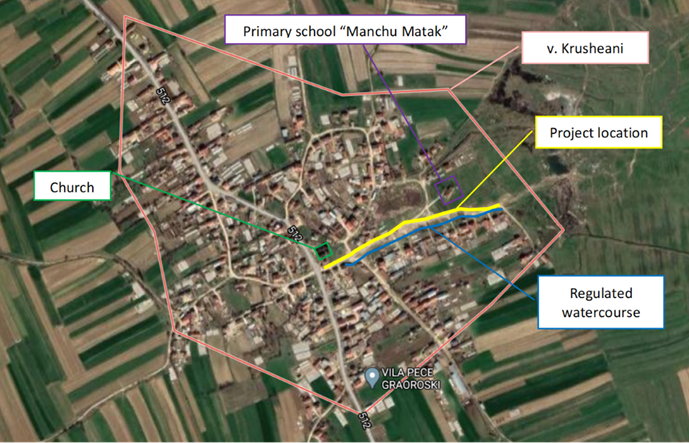 Primary school “Manchu Matak”
v. Krusheani
512
Project location
Church
512
Regulated
watercourse
VILA PECE
GRAOROSKI
512